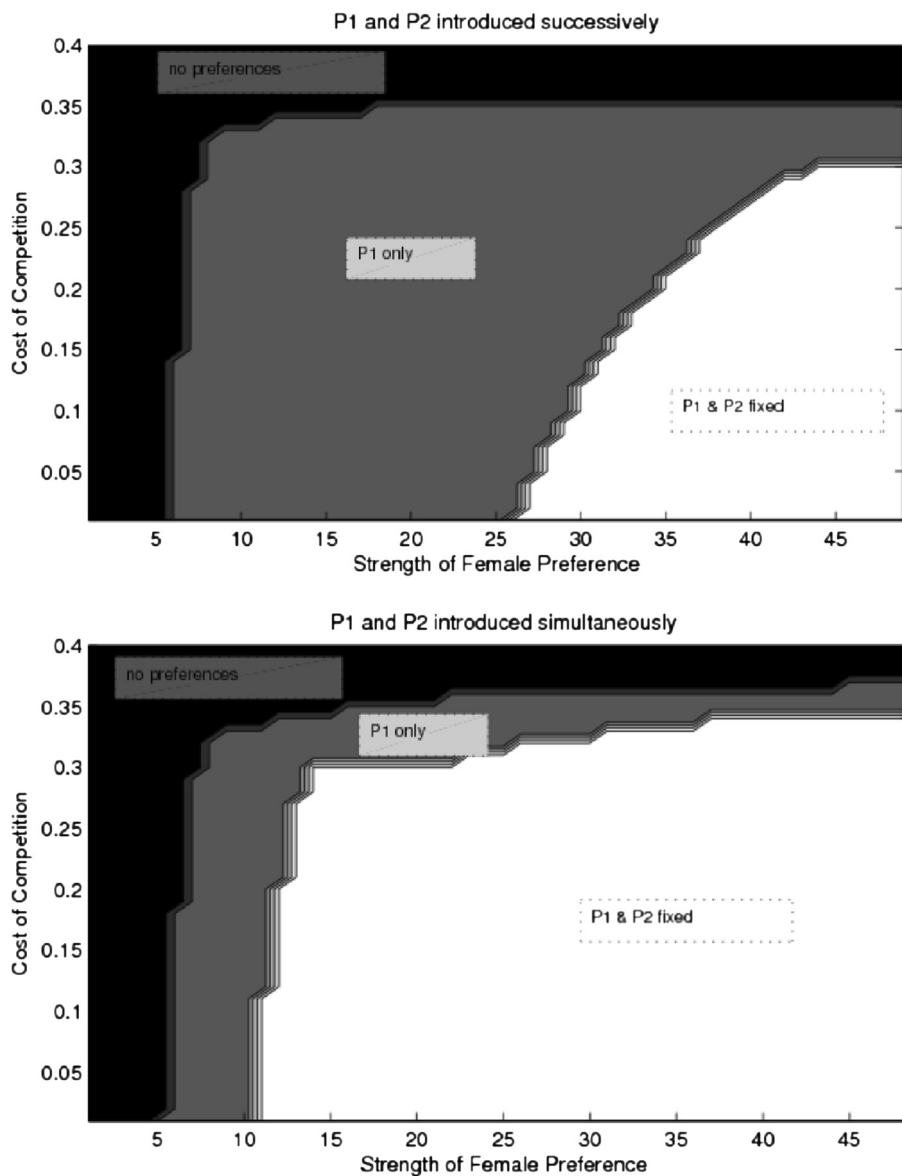 P1 and P2 introduced successively
0.4
no preferences
0.35
0.3
0.25
P1 only
0.2
Cost of Competition
0.15
0.1
P1 & P2 fixed
0.05
5 10 15 20 25 30 35 40 45
Strength of Female Preference
P1 and P2 introduced simultaneously
0.4
no preferences
0.35
P1 only
0.3
0.25
0.2
Cost of Competition
P1 & P2 fixed
0.15
0.1
0.05
5 10 15 20 25 30 35 40 45
Strength of Female Preference